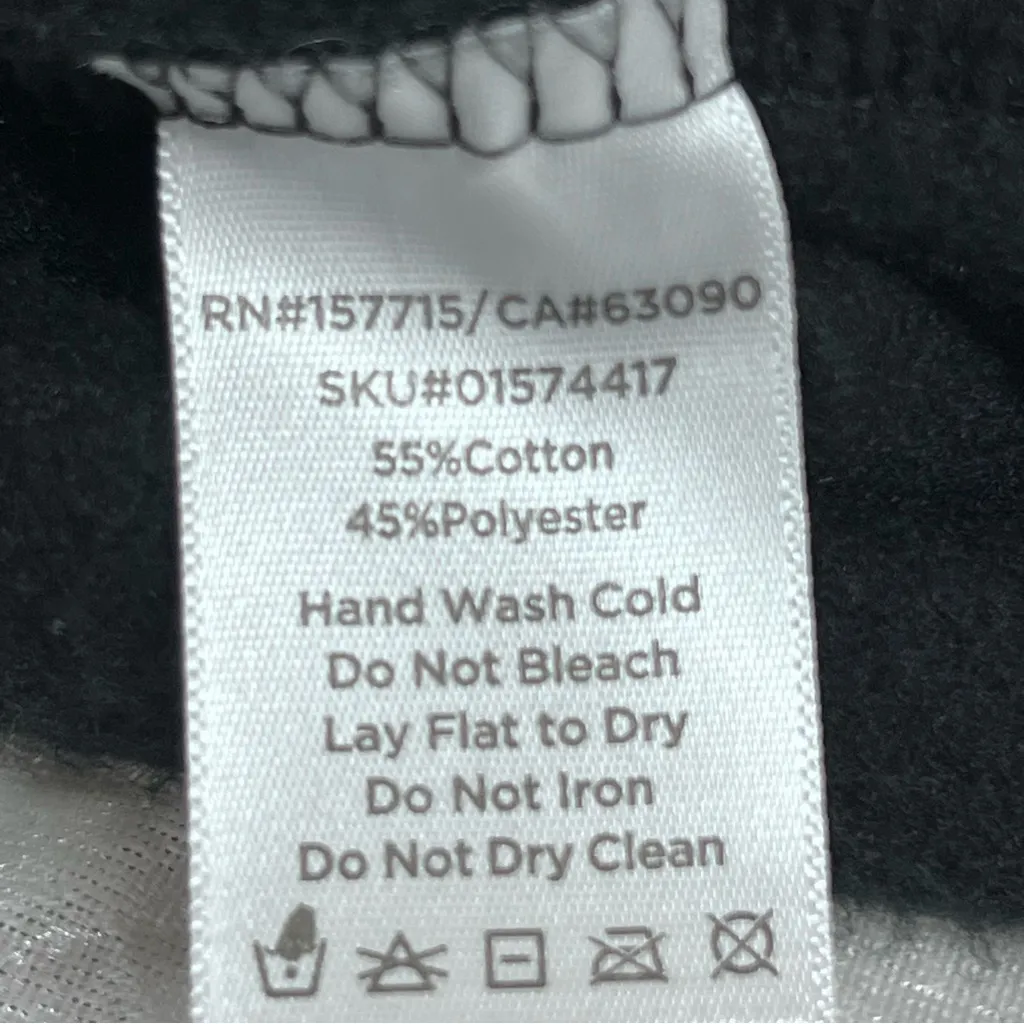 RN#157715/CA#63090
SKU#01574417
55%Cotton
45%Polyester
Hand Wash Cold
Do Not Bleach
Lay Flat to Dry
Do Not Iron
Do Not Dry Clean